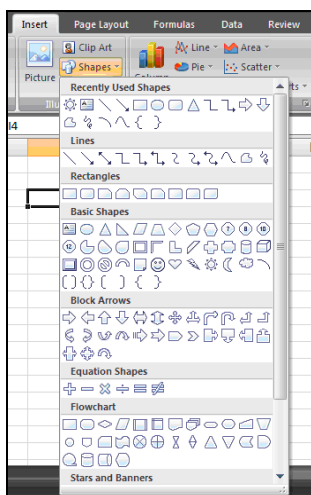 Insert Page Layout Formulas Data Review
Clip Art Line Area
Shapes Pie Scatter
Picture
Recently Used Shapes
I4
Lines
Rectangles
Basic Shapes
Block Arrows
Equation Shapes
Flowchart
Stars and Banners